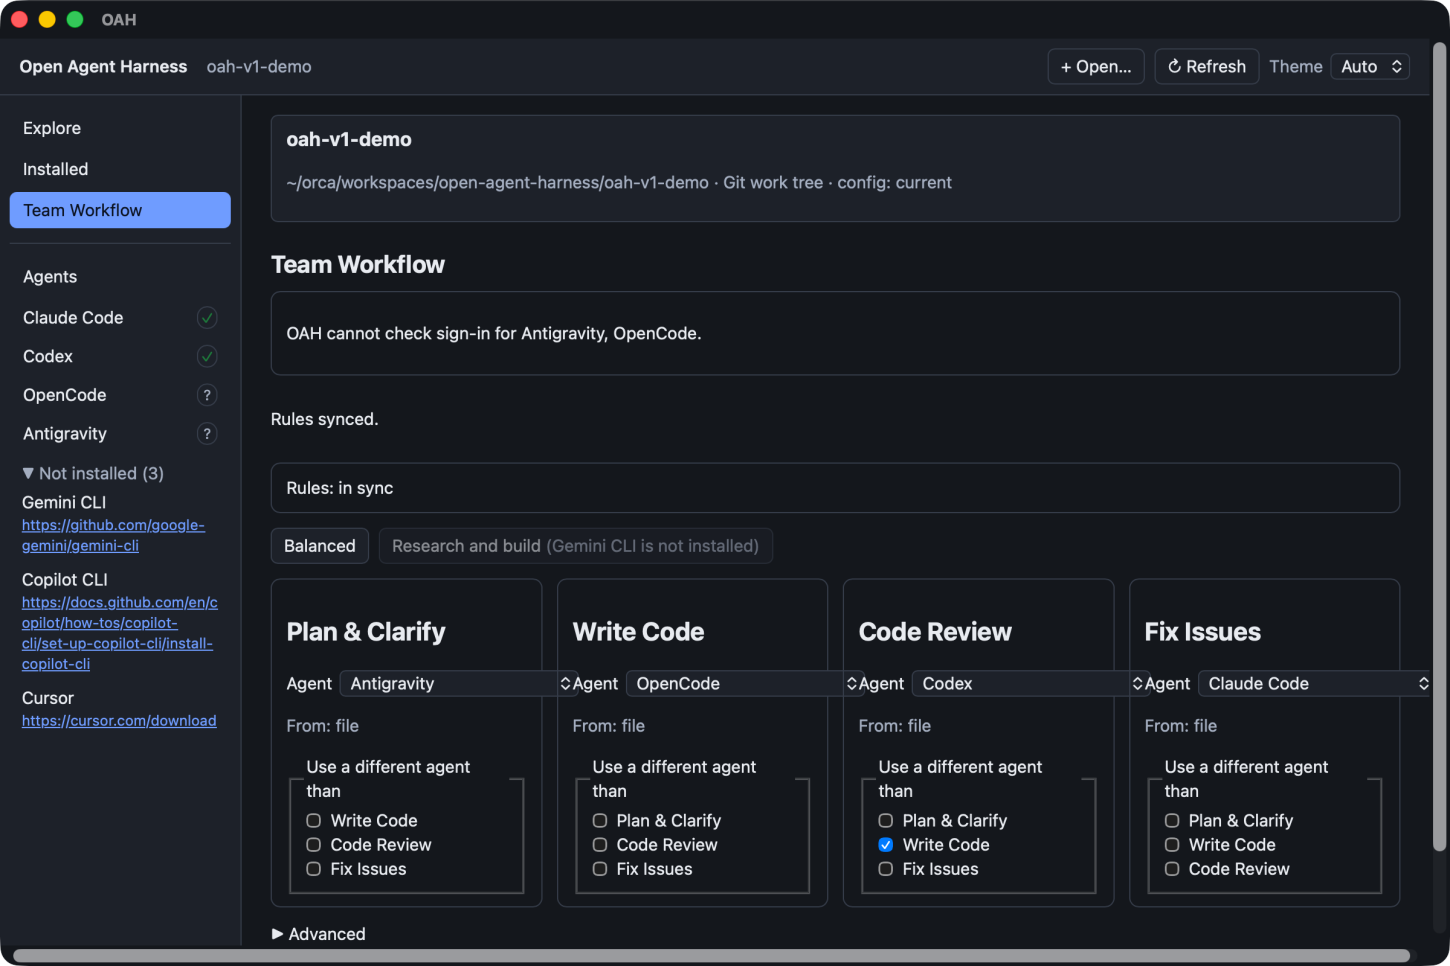 OAH
Open Agent Harness oah-v1-demo
+ Open... Refresh Theme Auto
Explore
Installed
Team Workflow
Agents
Claude Code
Codex
OpenCode ?
Antigravity ?
Not installed (3)
Gemini CLI
https://github.com/google-
gemini/gemini-cli
Copilot CLI
https://docs.github.com/en/c
opilot/how-tos/copilot-
cli/set-up-copilot-cli/install-
copilot-cli
Cursor
https://cursor.com/download
oah-v1-demo
~/orca/workspaces/open-agent-harness/oah-v1-demo · Git work tree · config: current
Team Workflow
OAH cannot check sign-in for Antigravity, OpenCode.
Rules synced.
Rules: in sync
Balanced
Research and build (Gemini CLI is not installed)
Plan & Clarify
Agent Antigravity
From: file
Use a different agent
than
Write Code
Code Review
Fix Issues
Write Code
Agent OpenCode
From: file
Use a different agent
than
Plan & Clarify
Code Review
Fix Issues
Code Review
Agent Codex
From: file
Use a different agent
than
Plan & Clarify
Write Code
Fix Issues
Fix Issues
Agent Claude Code
From: file
Use a different agent
than
Plan & Clarify
Write Code
Code Review
Advanced